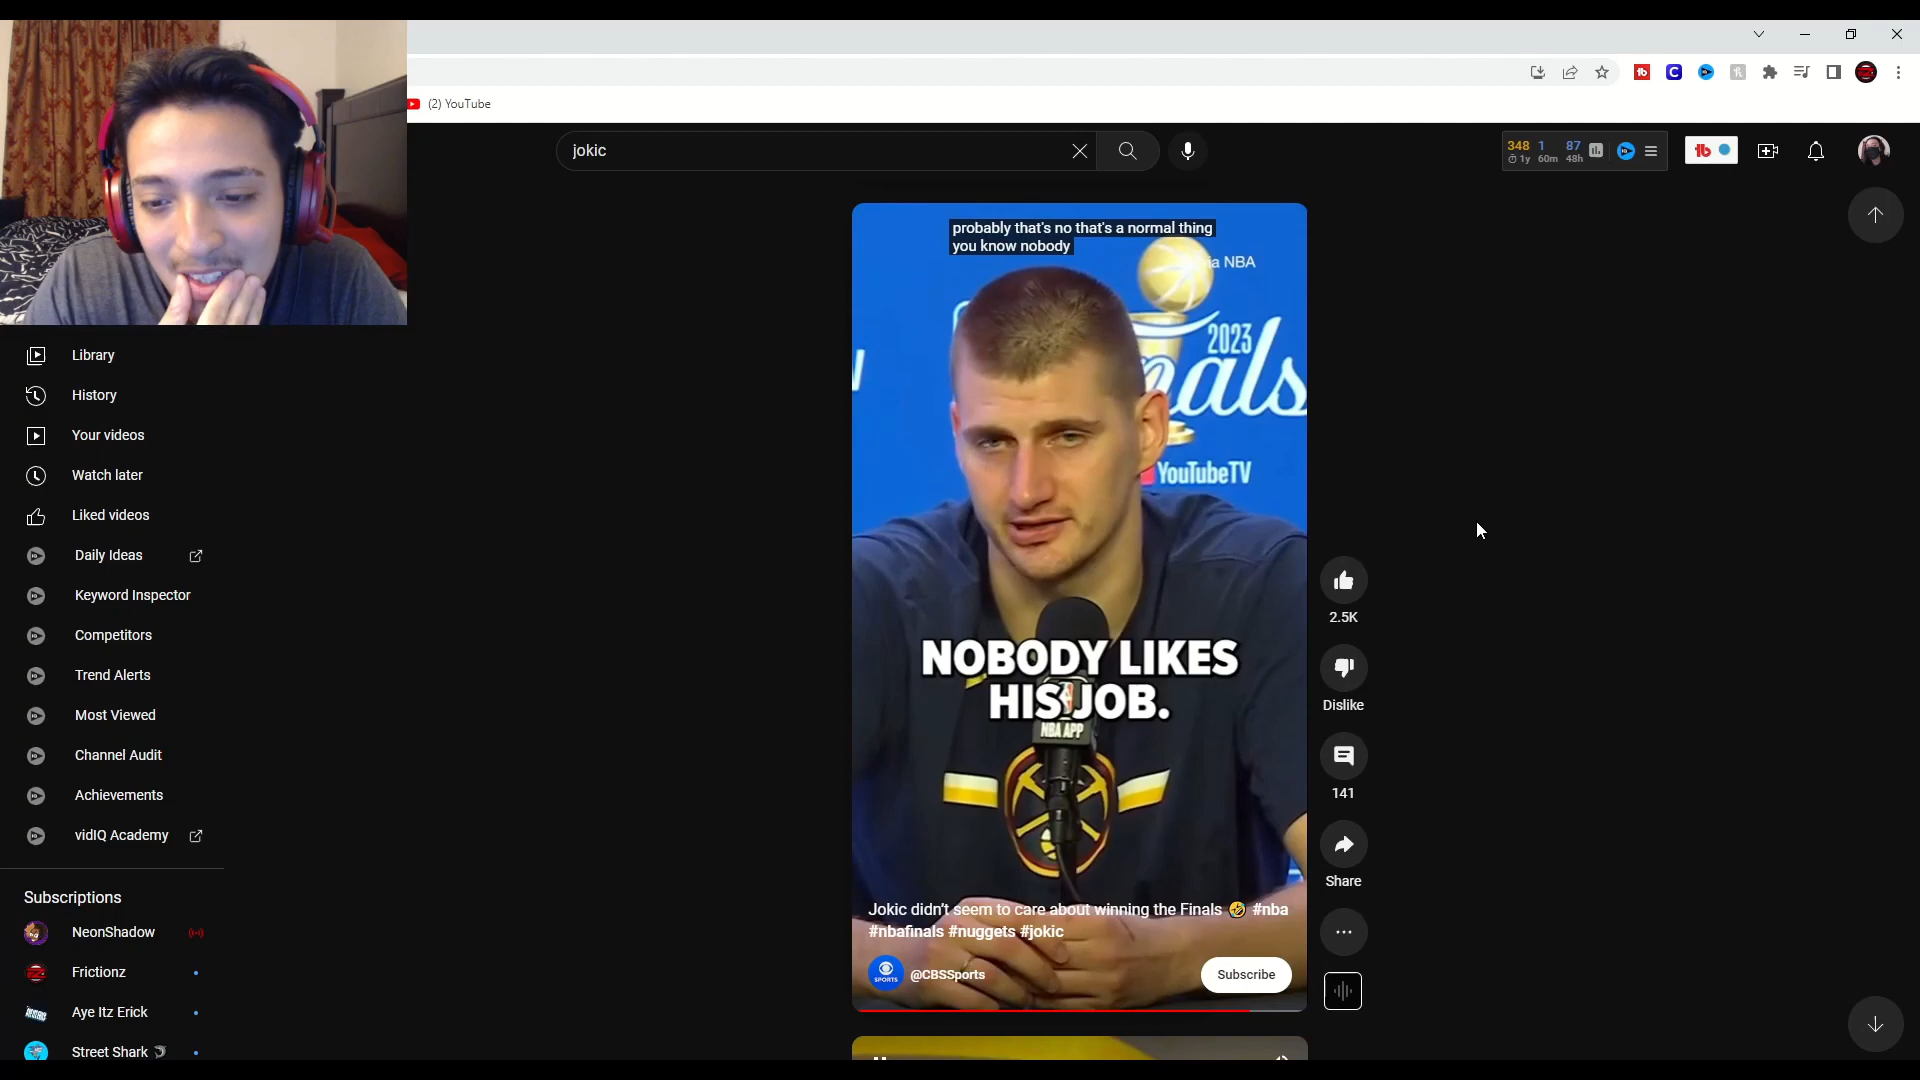 (2) YouTube
jokic
348 1 87
1y 60m 48h
tb
probably that's no that's a normal thing
you know nobody
NBA
2023
YouTubeTV
NOBODY LIKES
HIS JOB.
NBA APP
Jokic didn't seem to care about winning the Finals 🤣 #nba
#nbafinals #nuggets #jokic
SPORTS
@CBSSports
Subscribe
2.5K
Dislike
141
Share
Library
History
Your videos
Watch later
Liked videos
Daily Ideas
Keyword Inspector
Competitors
Trend Alerts
Most Viewed
Channel Audit
Achievements
vidIQ Academy
Subscriptions
NeonShadow
Frictionz
Aye Itz Erick
Street Shark